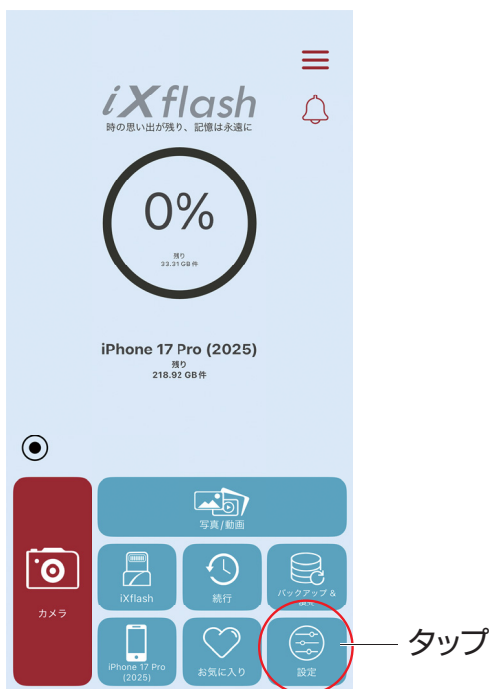 iXflash
時の思い出が残り、記憶は永遠に
0%
残り
33.31 GB 件
iPhone 17 Pro (2025)
残り
218.92 GB 件
写真/動画
カメラ
iXflash
続行
バックアップ &
iPhone 17 Pro
(2025)
お気に入り
設定
タップ